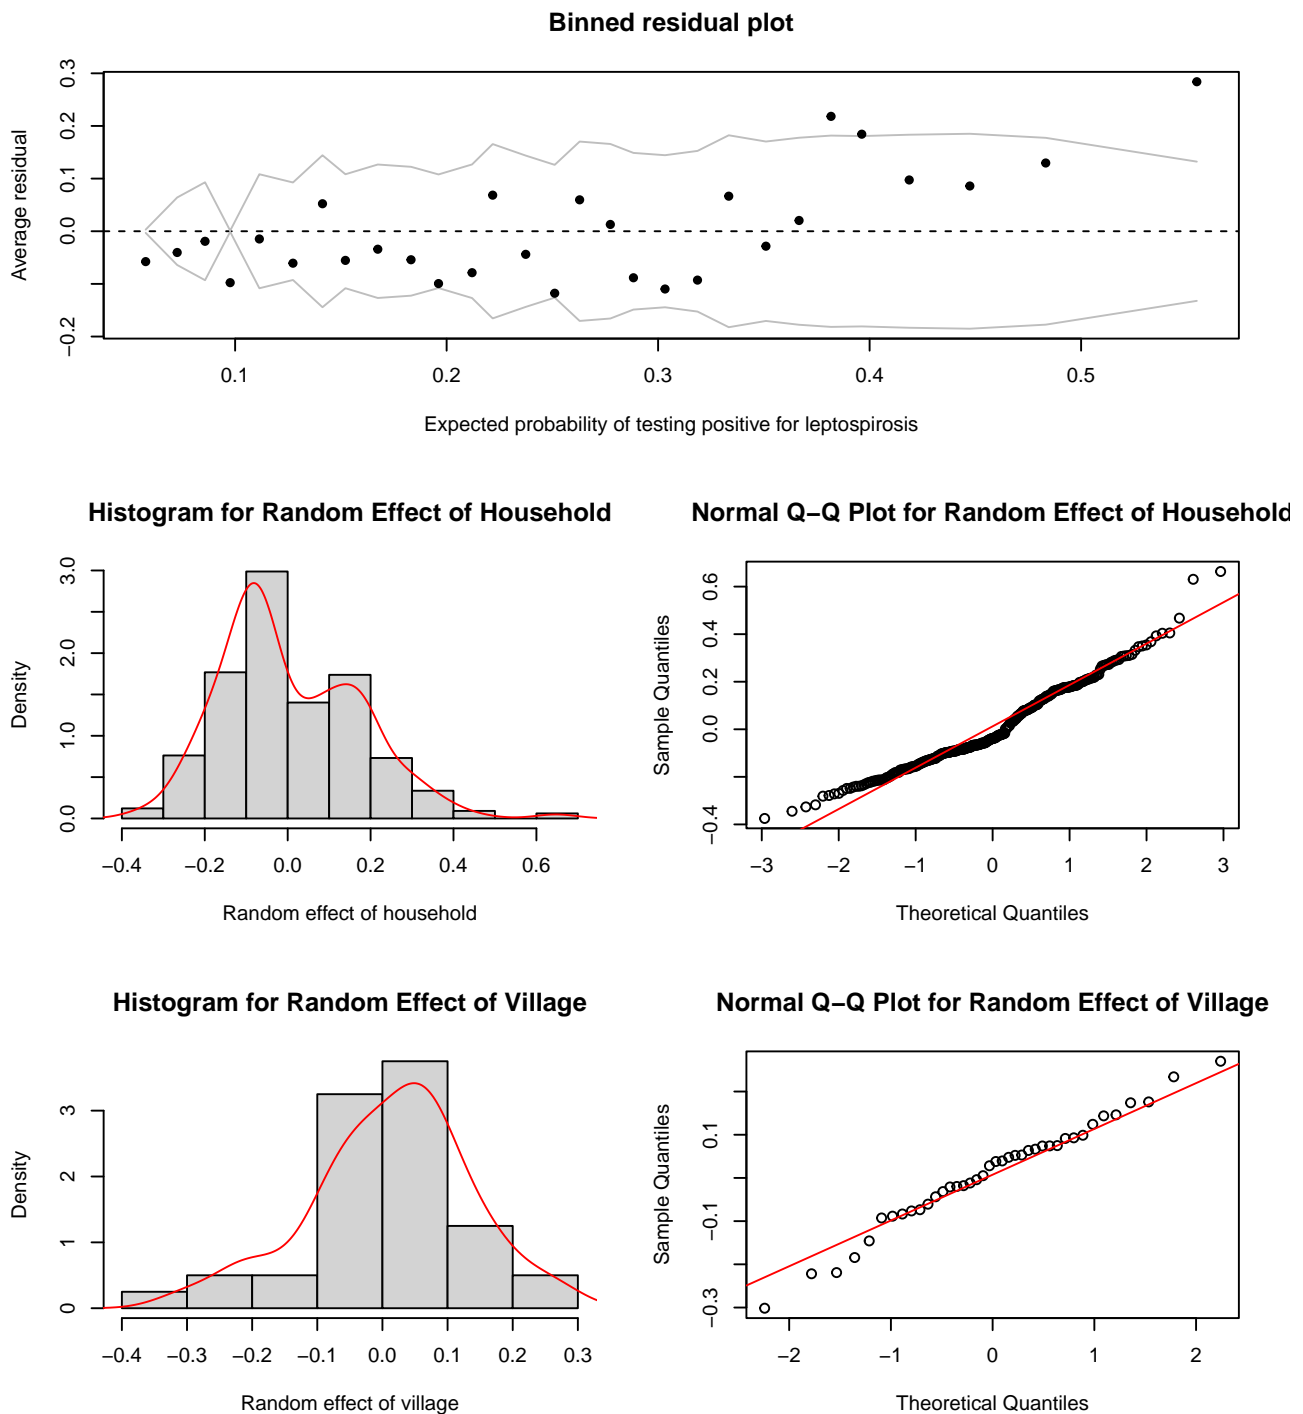 Binned residual plot
Average residual
0.3
0.2
0.1
0.0
−0.2
0.1 0.2 0.3 0.4 0.5
Expected probability of testing positive for leptospirosis
Histogram for Random Effect of Household
Density
3.0
2.0
1.0
0.0
−0.4 −0.2 0.0 0.2 0.4 0.6
Random effect of household
Normal Q−Q Plot for Random Effect of Household
Sample Quantiles
0.6
0.4
0.2
0.0
−0.4
−3 −2 −1 0 1 2 3
Theoretical Quantiles
Histogram for Random Effect of Village
Density
3
2
1
0
−0.4 −0.3 −0.2 −0.1 0.0 0.1 0.2 0.3
Random effect of village
Normal Q−Q Plot for Random Effect of Village
Sample Quantiles
0.1
−0.1
−0.3
−2 −1 0 1 2
Theoretical Quantiles